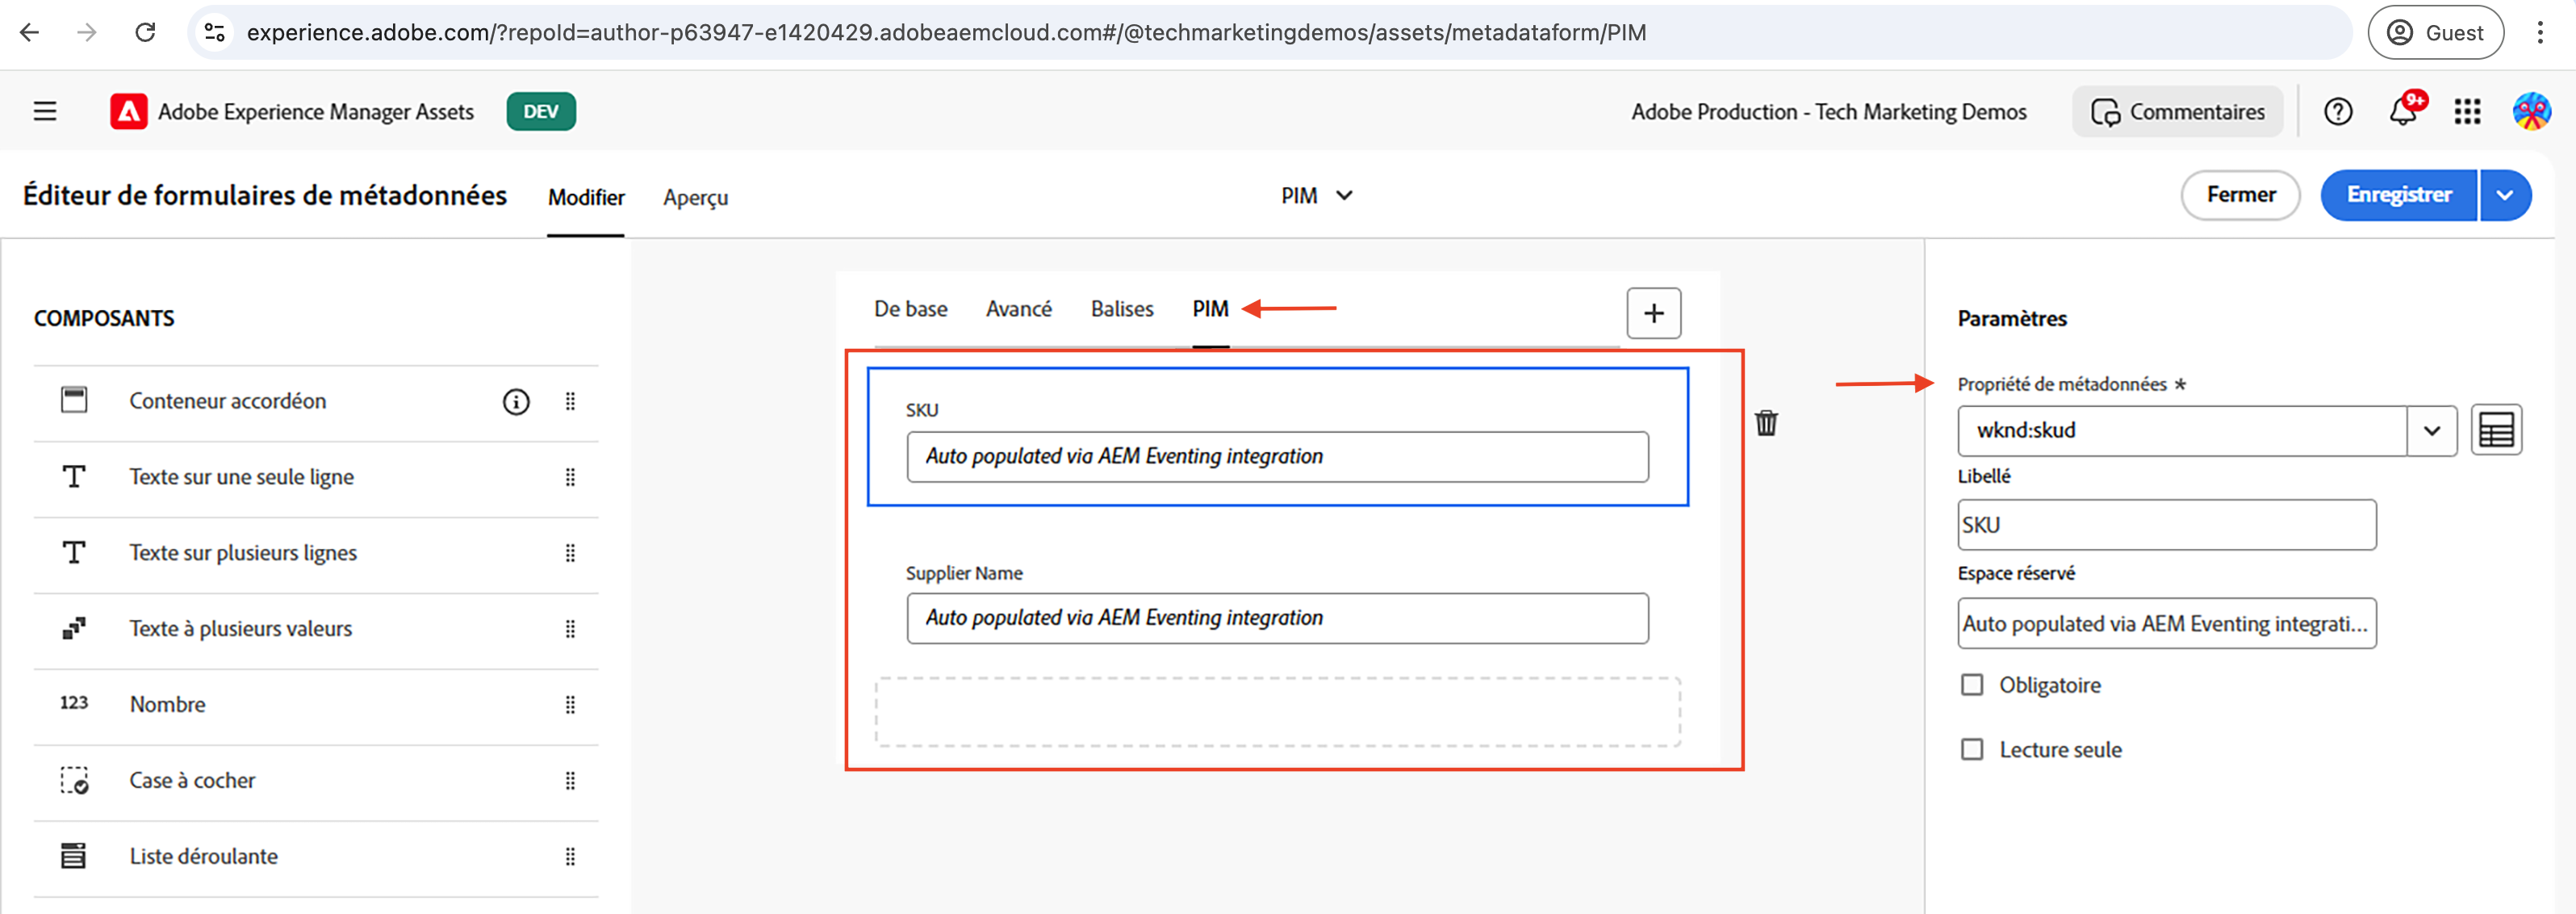 experience.adobe.com/?repoId=author-p63947-e1420429.adobeaemcloud.com#/@techmarketingdemos/assets/metadataform/PIM
Guest
Adobe Experience Manager Assets
DEV
Adobe Production - Tech Marketing Demos
Commentaires
9+
Éditeur de formulaires de métadonnées
Modifier
Aperçu
PIM
Fermer
Enregistrer
COMPOSANTS
Conteneur accordéon
Texte sur une seule ligne
Texte sur plusieurs lignes
Texte à plusieurs valeurs
123
Nombre
Case à cocher
Liste déroulante
De base
Avancé
Balises
PIM
+
SKU
Auto populated via AEM Eventing integration
Supplier Name
Auto populated via AEM Eventing integration
Paramètres
Propriété de métadonnées *
wknd:skud
Libellé
SKU
Espace réservé
Auto populated via AEM Eventing integrati...
Obligatoire
Lecture seule